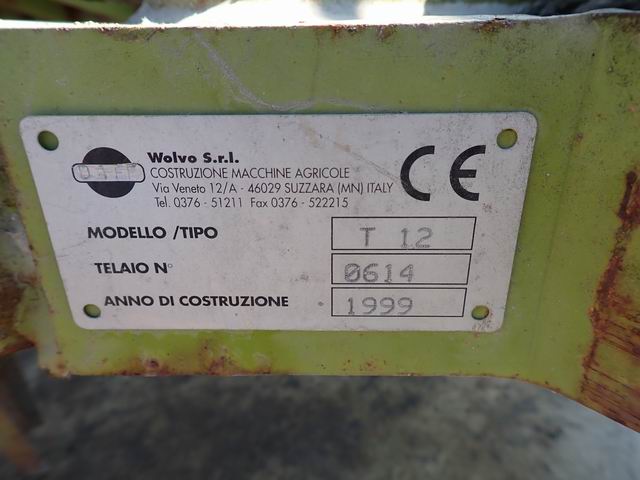 Wolvo S.r.l.
COSTRUZIONE MACCHINE AGRICOLE
Via Veneto 12/A - 46029 SUZZARA (MN) ITALY
Tel. 0376 - 51211 Fax 0376 - 522215
CE
MODELLO /TIPO T 12
TELAIO N° 0614
ANNO DI COSTRUZIONE 1999